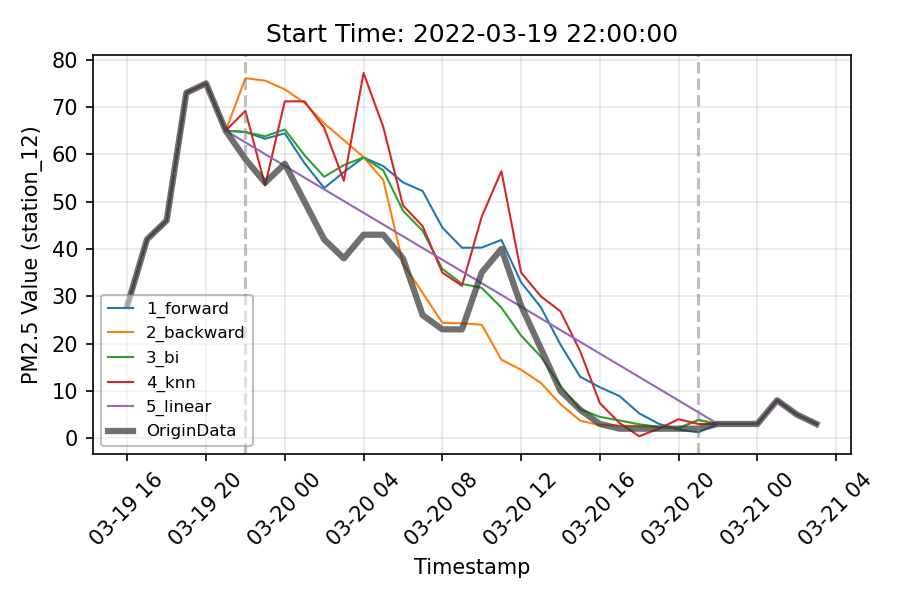 Start Time: 2022-03-19 22:00:00
PM2.5 Value (station_12)
80
70
60
50
40
30
20
10
0
1_forward
2_backward
3_bi
4_knn
5_linear
OriginData
03-19 16
03-19 20
03-20 00
03-20 04
03-20 08
03-20 12
03-20 16
03-20 20
03-21 00
03-21 04
Timestamp